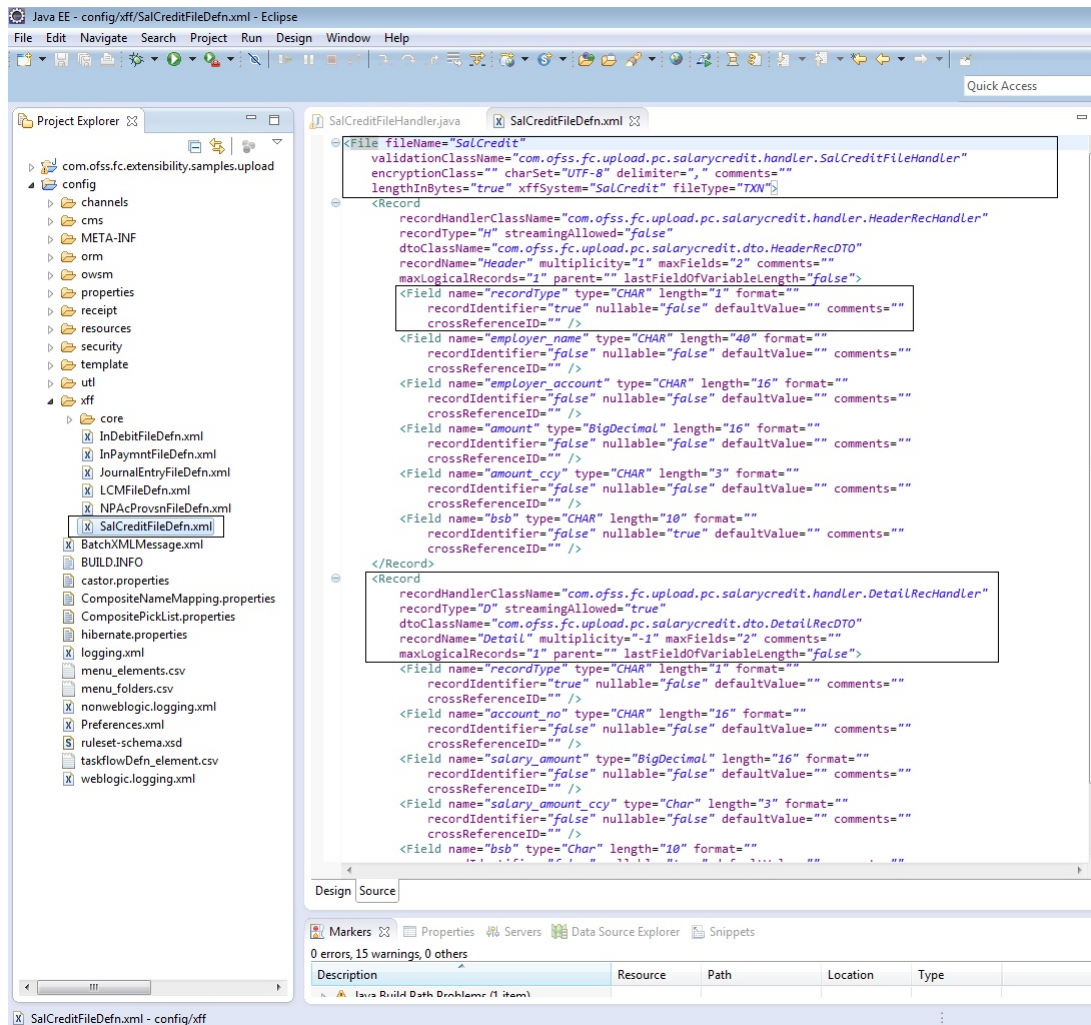 Java EE - config/xff/SalCreditFileDefn.xml - Eclipse
File Edit Navigate Search Project Run Design Window Help
Quick Access
Project Explorer
com.ofss.fc.extensibility.samples.upload
config
channels
cms
META-INF
orm
owsm
properties
receipt
resources
security
template
utl
xff
core
InDebitFileDefn.xml
InPaymntFileDefn.xml
JournalEntryFileDefn.xml
LCMFileDefn.xml
NPAcProvsnFileDefn.xml
SalCreditFileDefn.xml
BatchXMLMessage.xml
BUILD.INFO
castor.properties
CompositeNameMapping.properties
CompositePickList.properties
hibernate.properties
logging.xml
menu_elements.csv
menu_folders.csv
nonweblogic.logging.xml
Preferences.xml
ruleset-schema.xsd
taskflowDefn_element.csv
weblogic.logging.xml
SalCreditFileHandler.java SalCreditFileDefn.xml
<File fileName="SalCredit"
validationClassName="com.ofss.fc.upload.pc.salarycredit.handler.SalCreditFileHandler"
encryptionClass="" charSet="UTF-8" delimiter="," comments=""
lengthInBytes="true" xffSystem="SalCredit" fileType="TXN">
<Record
recordHandlerClassName="com.ofss.fc.upload.pc.salarycredit.handler.HeaderRecHandler"
recordType="H" streamingAllowed="false"
dtoClassName="com.ofss.fc.upload.pc.salarycredit.dto.HeaderRecDTO"
recordName="Header" multiplicity="1" maxFields="2" comments=""
maxLogicalRecords="1" parent="" lastFieldOfVariableLength="false">
<Field name="recordType" type="CHAR" length="1" format=""
recordIdentifier="true" nullable="false" defaultValue="" comments=""
crossReferenceID="" />
<Field name="employer_name" type="CHAR" length="40" format=""
recordIdentifier="false" nullable="false" defaultValue="" comments=""
crossReferenceID="" />
<Field name="employer_account" type="CHAR" length="16" format=""
recordIdentifier="false" nullable="false" defaultValue="" comments=""
crossReferenceID="" />
<Field name="amount" type="BigDecimal" length="16" format=""
recordIdentifier="false" nullable="false" defaultValue="" comments=""
crossReferenceID="" />
<Field name="amount_ccy" type="CHAR" length="3" format=""
recordIdentifier="false" nullable="false" defaultValue="" comments=""
crossReferenceID="" />
<Field name="bsb" type="CHAR" length="10" format=""
recordIdentifier="false" nullable="true" defaultValue="" comments=""
crossReferenceID="" />
</Record>
<Record
recordHandlerClassName="com.ofss.fc.upload.pc.salarycredit.handler.DetailRecHandler"
recordType="D" streamingAllowed="true"
dtoClassName="com.ofss.fc.upload.pc.salarycredit.dto.DetailRecDTO"
recordName="Detail" multiplicity="-1" maxFields="2" comments=""
maxLogicalRecords="1" parent="" lastFieldOfVariableLength="false">
<Field name="recordType" type="CHAR" length="1" format=""
recordIdentifier="true" nullable="false" defaultValue="" comments=""
crossReferenceID="" />
<Field name="account_no" type="CHAR" length="16" format=""
recordIdentifier="false" nullable="false" defaultValue="" comments=""
crossReferenceID="" />
<Field name="salary_amount" type="BigDecimal" length="16" format=""
recordIdentifier="false" nullable="false" defaultValue="" comments=""
crossReferenceID="" />
<Field name="salary_amount_ccy" type="Char" length="3" format=""
recordIdentifier="false" nullable="false" defaultValue="" comments=""
crossReferenceID="" />
<Field name="bsb" type="Char" length="10" format=""
Design Source
Markers Properties Servers Data Source Explorer Snippets
0 errors, 15 warnings, 0 others
Description Resource Path Location Type
Java Build Path Problems (1 item)
SalCreditFileDefn.xml - config/xff